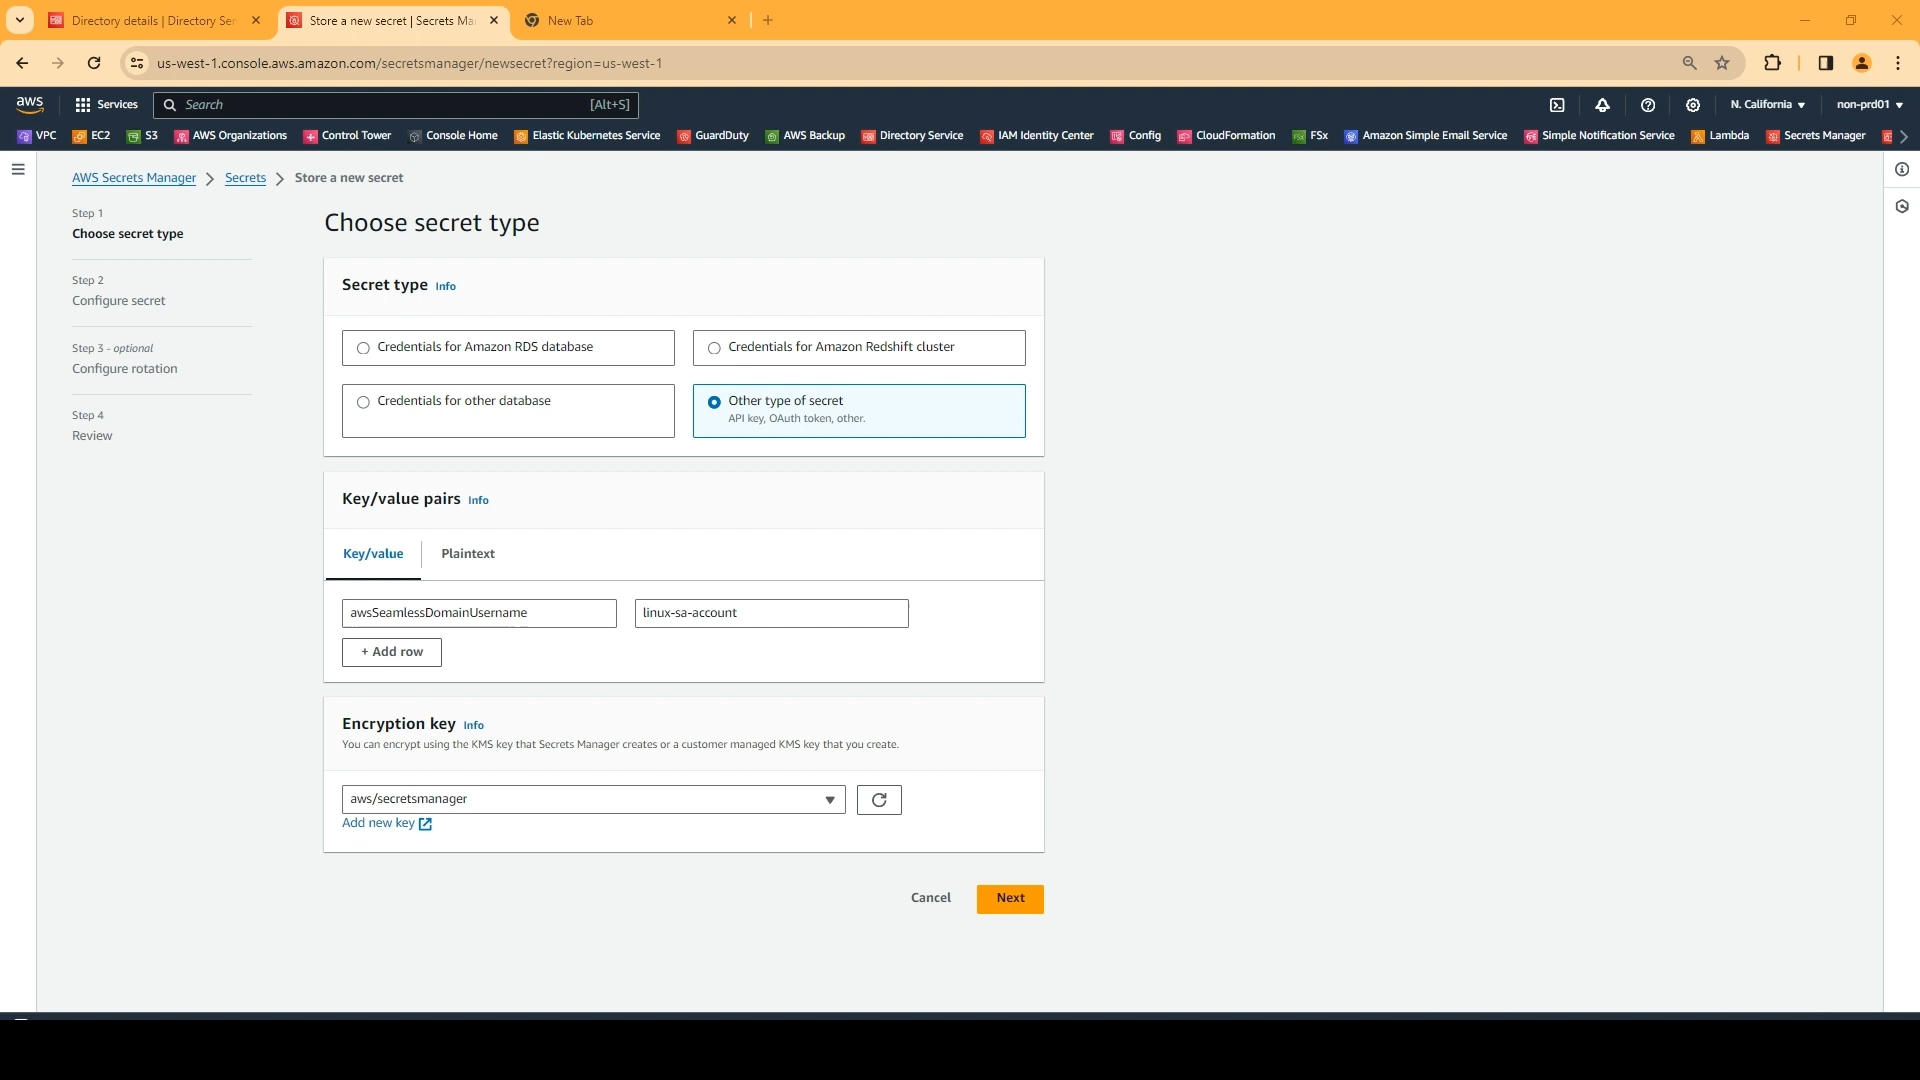 Directory details | Directory Ser
Store a new secret | Secrets Ma
New Tab
us-west-1.console.aws.amazon.com/secretsmanager/newsecret?region=us-west-1
aws
Services
Search
[Alt+S]
N. California
non-prd01
VPC
EC2
S3
AWS Organizations
Control Tower
Console Home
Elastic Kubernetes Service
GuardDuty
AWS Backup
Directory Service
IAM Identity Center
Config
CloudFormation
FSx
Amazon Simple Email Service
Simple Notification Service
Lambda
Secrets Manager
AWS Secrets Manager
Secrets
Store a new secret
Step 1
Choose secret type
Step 2
Configure secret
Step 3 - optional
Configure rotation
Step 4
Review
Choose secret type
Secret type Info
Credentials for Amazon RDS database
Credentials for Amazon Redshift cluster
Credentials for other database
Other type of secret
API key, OAuth token, other.
Key/value pairs Info
Key/value
Plaintext
awsSeamlessDomainUsername
linux-sa-account
+ Add row
Encryption key Info
You can encrypt using the KMS key that Secrets Manager creates or a customer managed KMS key that you create.
aws/secretsmanager
Add new key
Cancel
Next